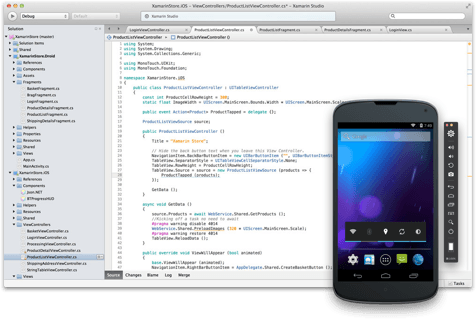 XamarinStore.iOS – ViewControllers/ProductListViewController.cs*
Debug
Xamarin Studio
Solution
LoginViewController.cs
ProductListViewController.cs*
ProductListFragment.cs
ProductDetailsFragment.cs
LoginFragment.cs
ProductListViewController
ProductListViewController ()
XamarinStore (master)
Solution Items
Shared
XamarinStore.Droid
References
Components
Assets
Fragments
BasketFragment.cs
BragFragment.cs
LoginFragment.cs
ProductDetailsFragment.cs
ProductListFragment.cs
ShippingDetailsFragment.cs
Helpers
Properties
Resources
Shared
Views
App.cs
MainActivity.cs
XamarinStore.iOS
References
Components
Json.NET
BTProgressHUD
Helpers
Resources
Shared
ViewControllers
BasketViewController.cs
LoginViewController.cs
ProcessingViewController.cs
ProductDetailViewController.cs
ProductListViewController.cs
ShippingAddressViewController.cs
StringTableViewController.cs
Views
using System;
using System.Drawing;
using System.Collections.Generic;
using MonoTouch.UIKit;
using MonoTouch.Foundation;
namespace XamarinStore.iOS
{
public class ProductListViewController : UITableViewController
{
const int ProductCellRowHeight = 300;
static float ImageWidth = UIScreen.MainScreen.Bounds.Width * UIScreen.MainScreen.Scale;
public event Action<Product> ProductTapped = delegate {};
ProductListViewSource source;
public ProductListViewController ()
{
Title = "Xamarin Store";
// Hide the back button text when you leave this View Controller.
NavigationItem.BackBarButtonItem = new UIBarButtonItem ("", UIBarButtonItem
TableView.SeparatorStyle = UITableViewCellSeparatorStyle.None;
TableView.RowHeight = ProductCellRowHeight;
TableView.Source = source = new ProductListViewSource (products => {
ProductTapped (products);
});
GetData ();
}
async void GetData ()
{
source.Products = await WebService.Shared.GetProducts ();
//Kicking off a task no need to await
#pragma warning disable 4014
WebService.Shared.PreloadImages (320 * UIScreen.MainScreen.Scale);
#pragma warning restore 4014
TableView.ReloadData ();
}
public override void ViewWillAppear (bool animated)
{
base.ViewWillAppear (animated);
NavigationItem.RightBarButtonItem = AppDelegate.Shared.CreateBasketButton ();
Source
Changes
Blame
Log
Merge
Tasks